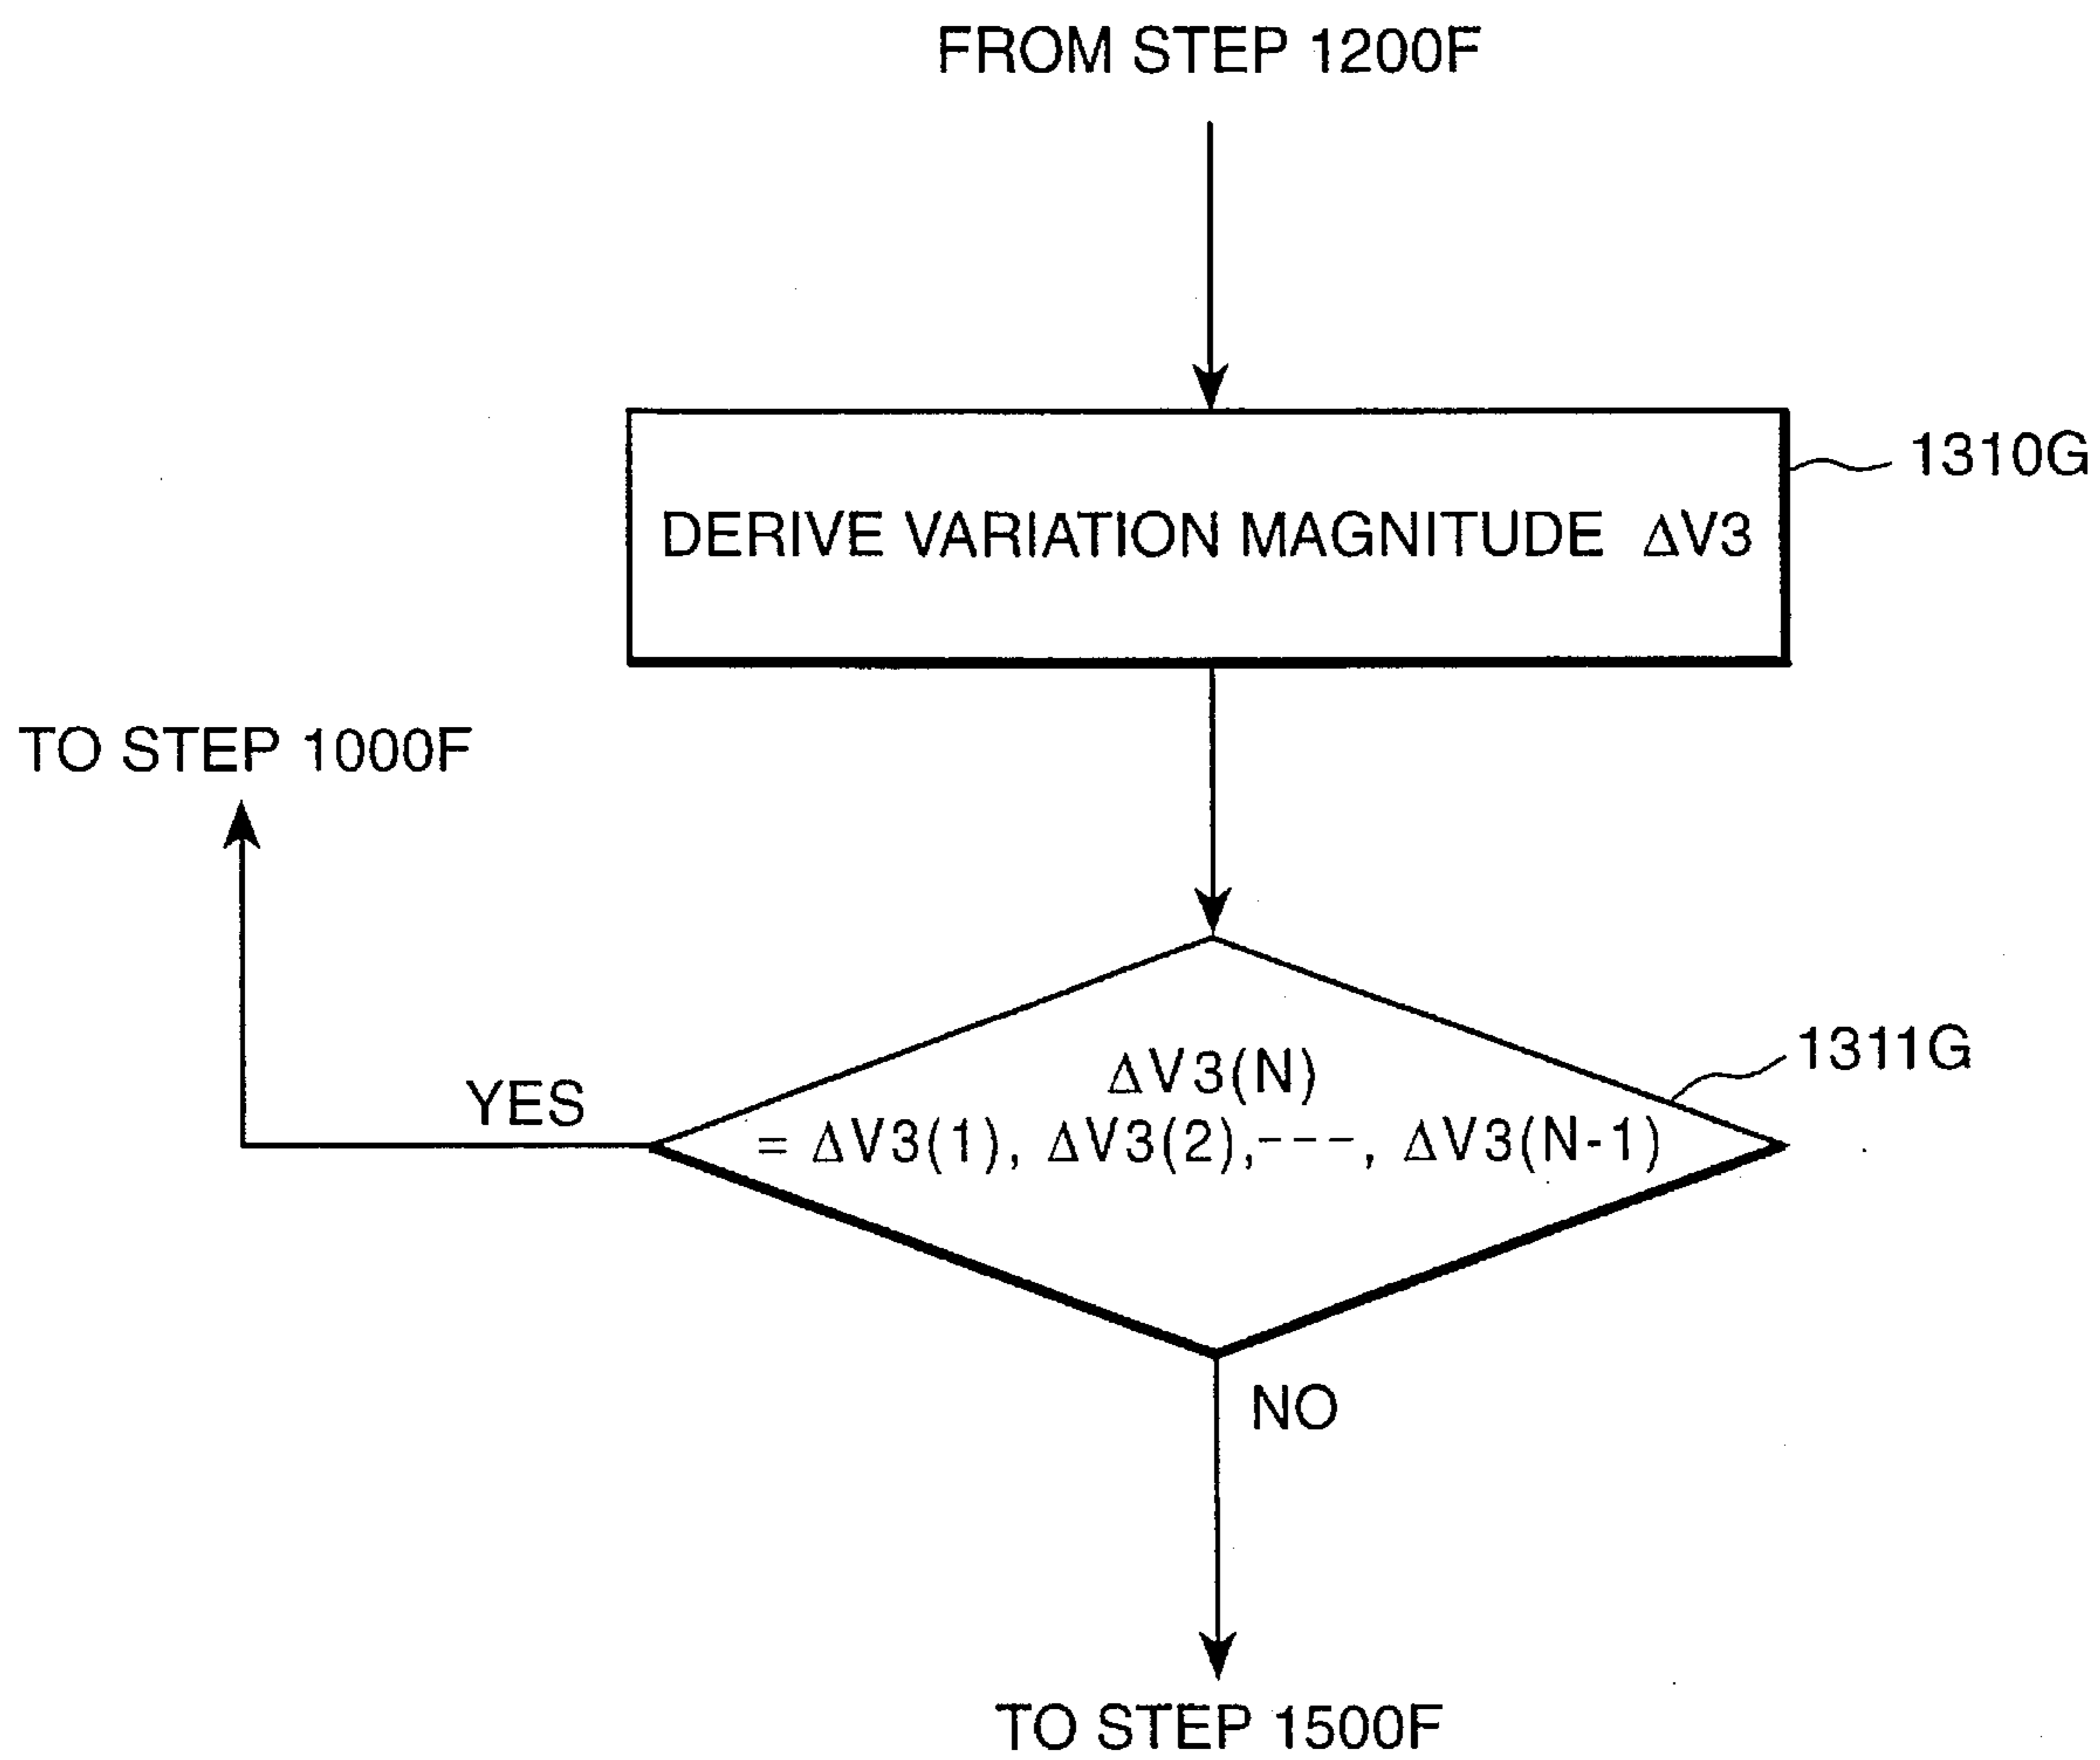 FROM STEP 1200F
1310G
DERIVE VARIATION MAGNITUDE ΔV3
TO STEP 1000F
1311G
YES
ΔV3(N)
= ΔV3(1), ΔV3(2),---, ΔV3(N-1)
NO
TO STEP 1500F